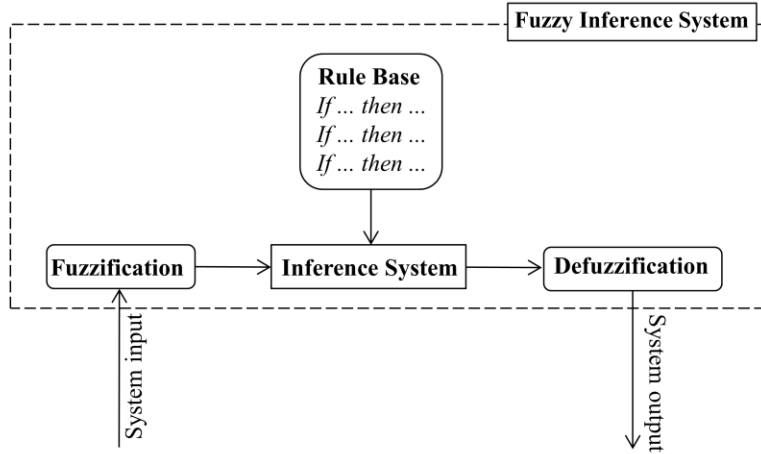 Fuzzy Inference System
Rule Base
If ... then ...
If ... then ...
If ... then ...
Fuzzification
Inference System
Defuzzification
System input
System output